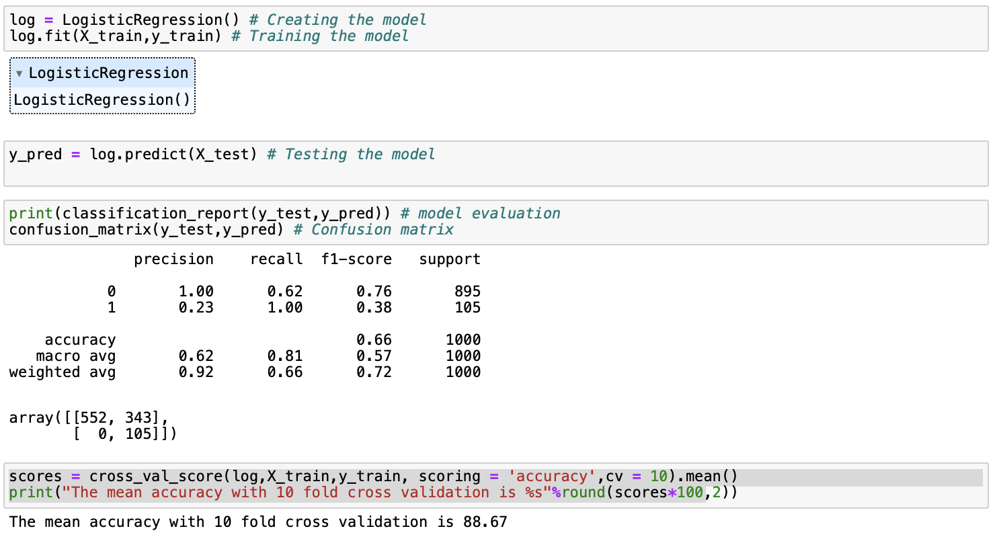 log = LogisticRegression() # Creating the model
log.fit(X_train,y_train) # Training the model
▾ LogisticRegression
LogisticRegression()
y_pred = log.predict(X_test) # Testing the model
print(classification_report(y_test,y_pred)) # model evaluation
confusion_matrix(y_test,y_pred) # Confusion matrix
precision    recall  f1-score   support
0       1.00      0.62      0.76       895
1       0.23      1.00      0.38       105
accuracy                           0.66      1000
macro avg       0.62      0.81      0.57      1000
weighted avg       0.92      0.66      0.72      1000
array([[552, 343],
[  0, 105]])
scores = cross_val_score(log,X_train,y_train, scoring = 'accuracy',cv = 10).mean()
print("The mean accuracy with 10 fold cross validation is %s"%round(scores*100,2))
The mean accuracy with 10 fold cross validation is 88.67